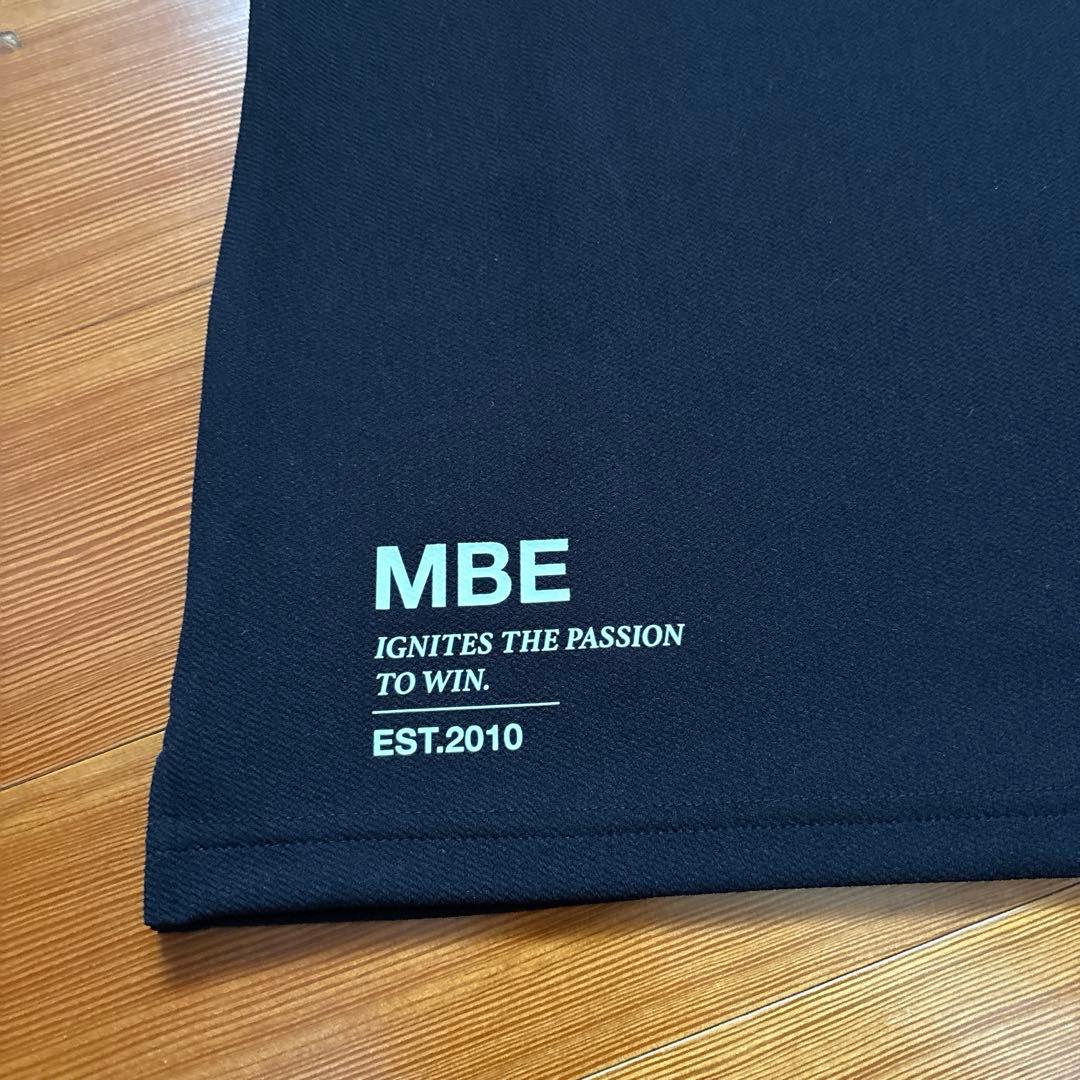 MBE
IGNITES THE PASSION
TO WIN.
EST.2010